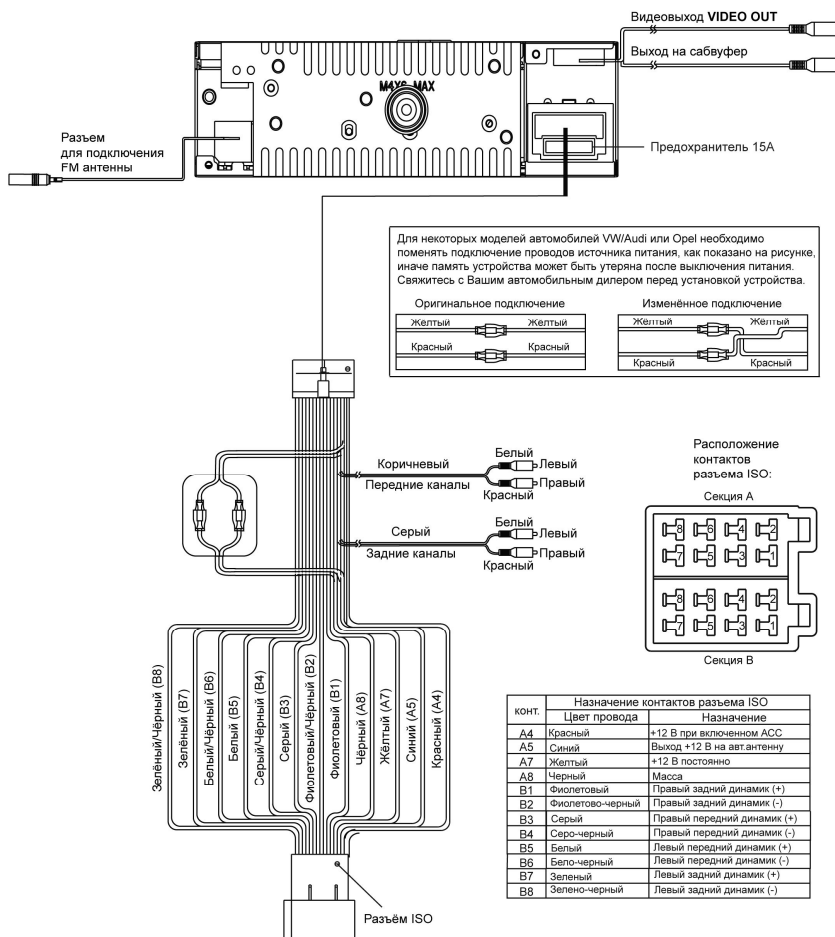 Видеовыход VIDEO OUT
Выход на сабвуфер
M4X6 MAX
Разъем
для подключения
FM антенны
Предохранитель 15A
Для некоторых моделей автомобилей VW/Audi или Opel необходимо
поменять подключение проводов источника питания, как показано на рисунке,
иначе память устройства может быть утеряна после выключения питания.
Свяжитесь с Вашим автомобильным дилером перед установкой устройства.
Оригинальное подключение
Желтый Желтый
Красный Красный
Изменённое подключение
Жёлтый Жёлтый
Красный Красный
Коричневый
Передние каналы
Белый
Левый
Правый
Красный
Серый
Задние каналы
Белый
Левый
Правый
Красный
Расположение
контактов
разъема ISO:
Секция A
8 6 4 2
7 5 3 1
8 6 4 2
7 5 3 1
Секция B
Зелёный/Чёрный (B8)
Зелёный (B7)
Белый/Чёрный (B6)
Белый (B5)
Серый/Чёрный (B4)
Серый (B3)
Фиолетовый/Чёрный (B2)
Фиолетовый (B1)
Чёрный (A8)
Жёлтый (A7)
Синий (A5)
Красный (A4)
Разъём ISO
конт. Назначение контактов разъема ISO
Цвет провода Назначение
A4 Красный +12 В при включенном ACC
A5 Синий Выход +12 В на авт.антенну
A7 Желтый +12 В постоянно
A8 Черный Масса
B1 Фиолетовый Правый задний динамик (+)
B2 Фиолетово-черный Правый задний динамик (-)
B3 Серый Правый передний динамик (+)
B4 Серо-черный Правый передний динамик (-)
B5 Белый Левый передний динамик (+)
B6 Бело-черный Левый передний динамик (-)
B7 Зеленый Левый задний динамик (+)
B8 Зелено-черный Левый задний динамик (-)